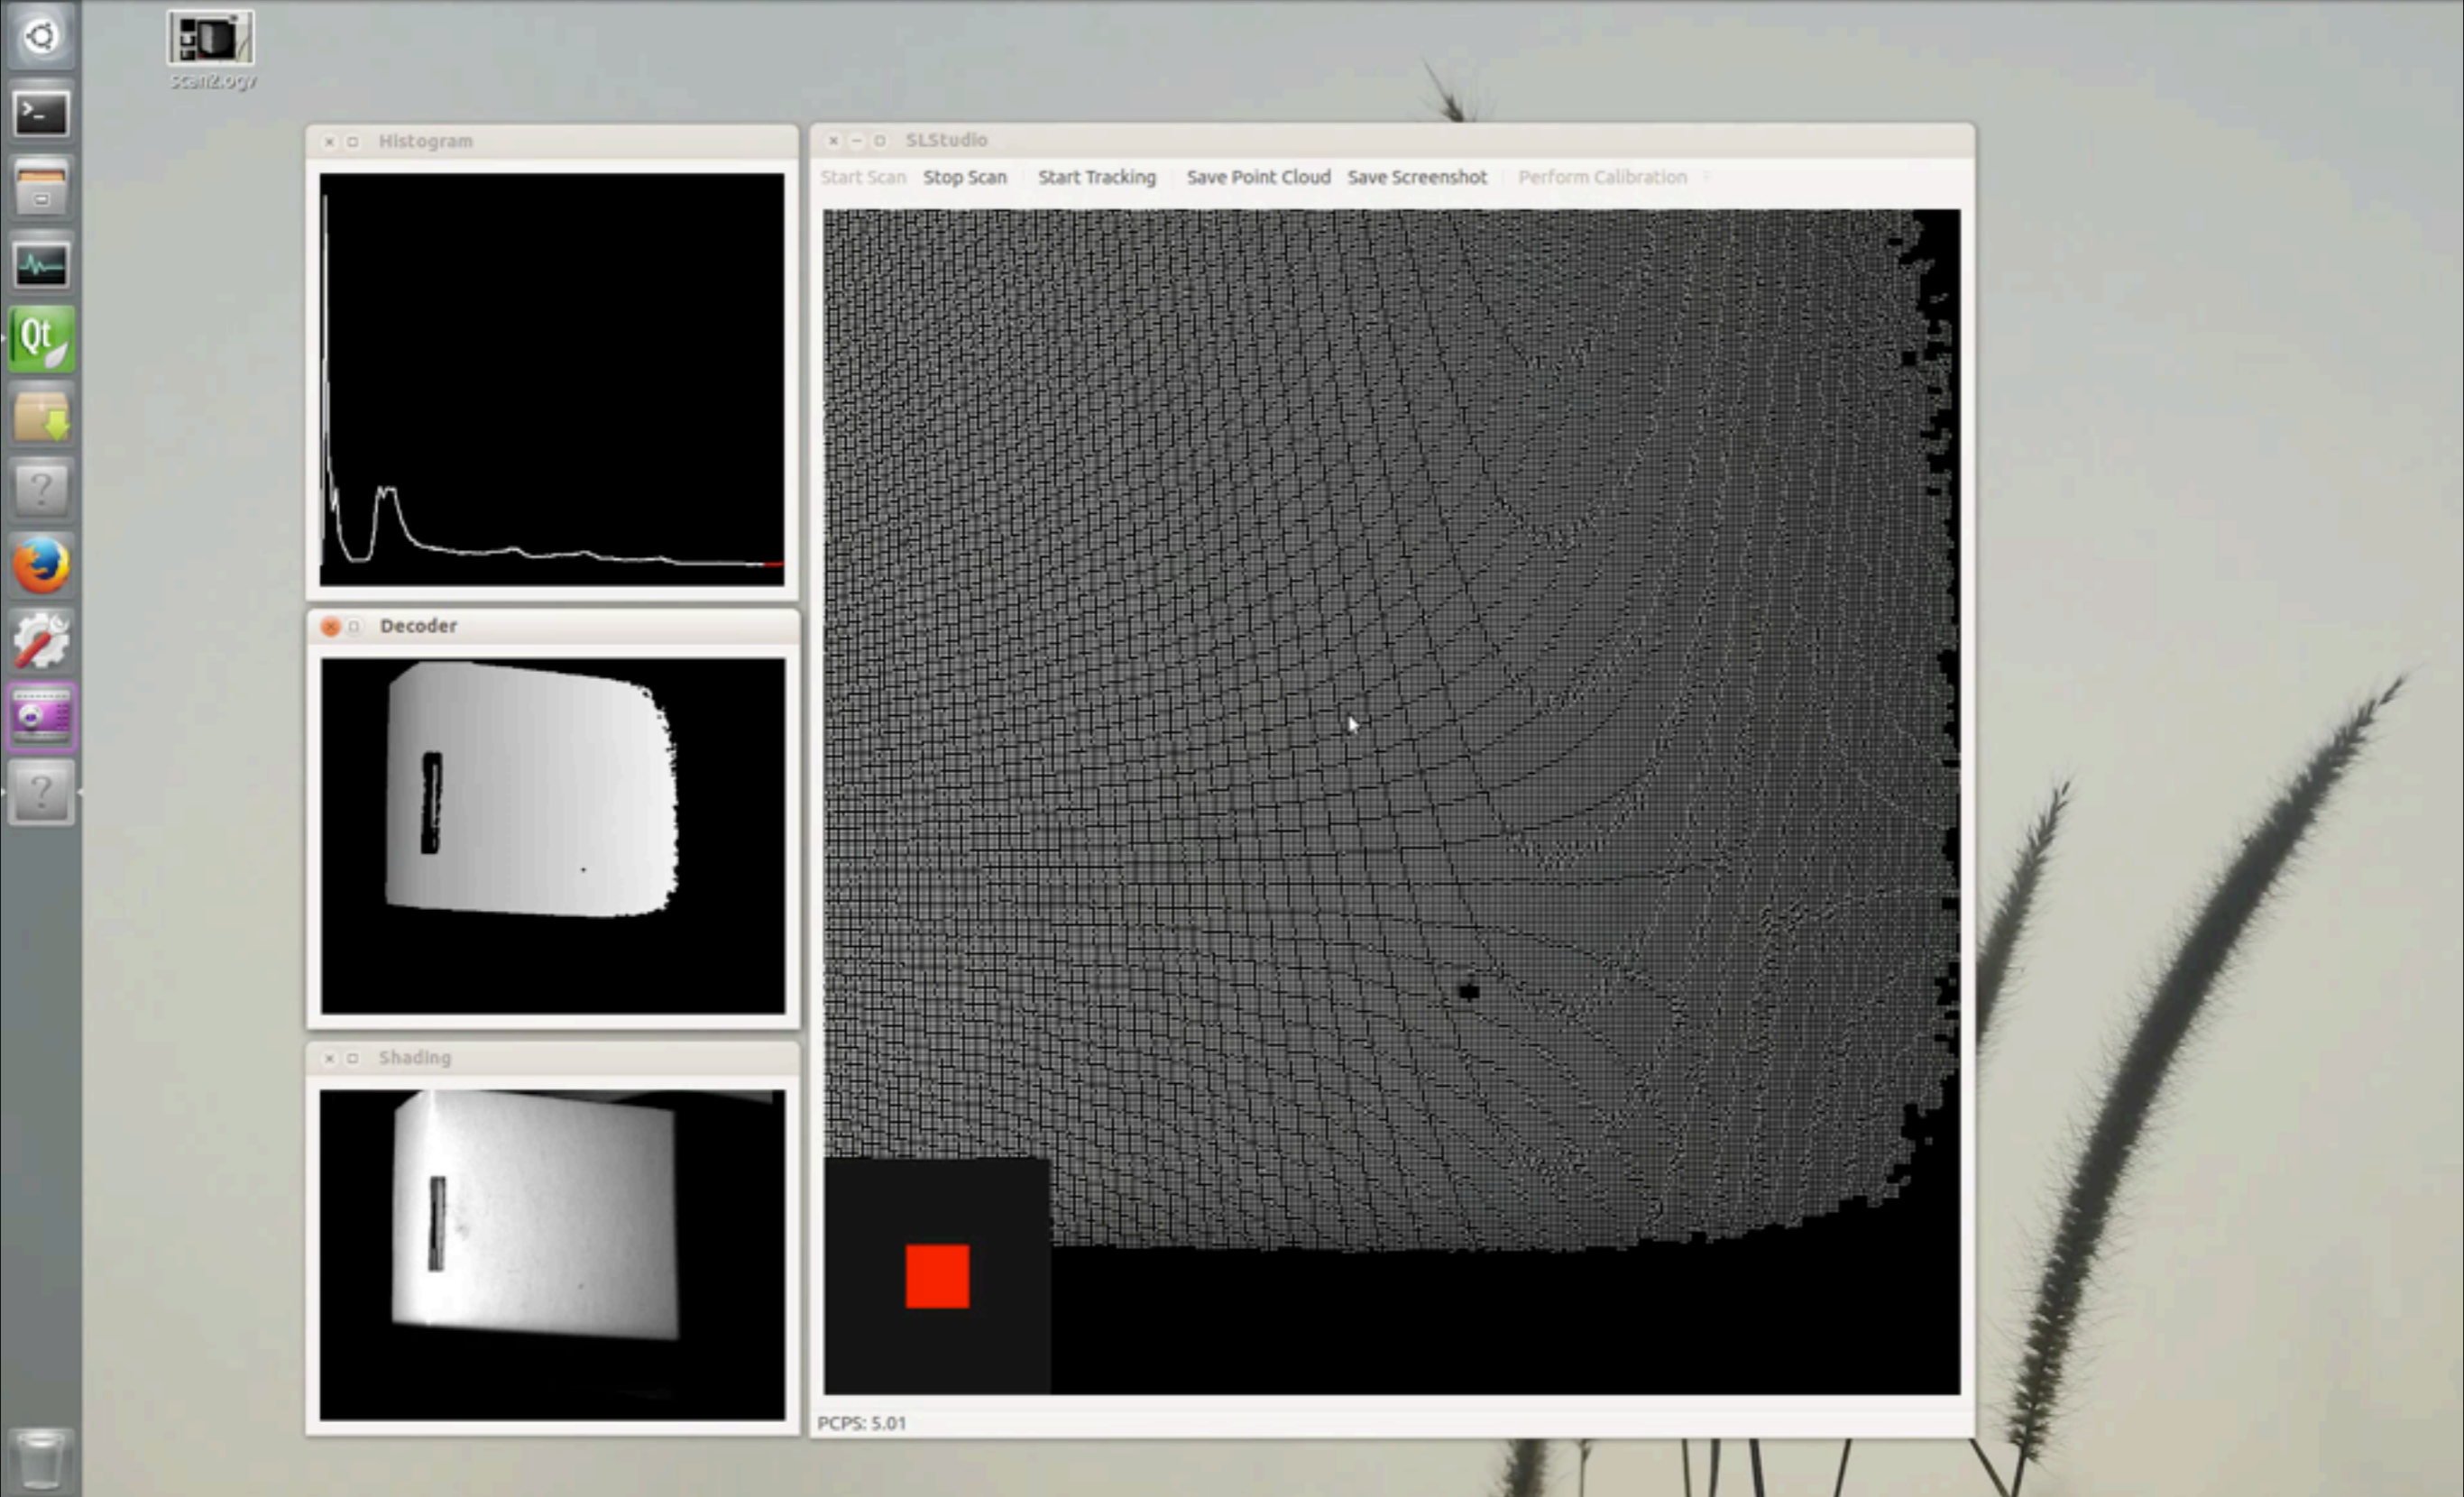 scan2.ogv
Histogram
SLStudio
Start Scan Stop Scan Start Tracking Save Point Cloud Save Screenshot Perform Calibration
Qt
Decoder
Shading
PCPS: 5.01